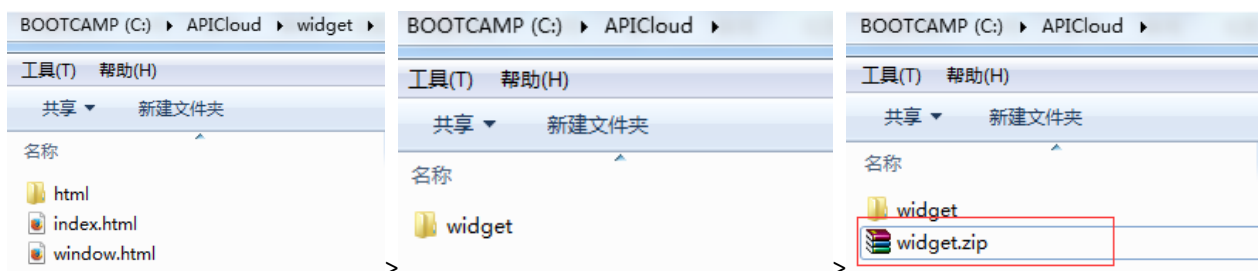 BOOTCAMP (C:) ▸ APICloud ▸ widget ▸
工具(T) 帮助(H)
共享 ▼ 新建文件夹
名称
html
index.html
window.html
>
BOOTCAMP (C:) ▸ APICloud ▸
工具(T) 帮助(H)
共享 ▼ 新建文件夹
名称
widget
>
BOOTCAMP (C:) ▸ APICloud ▸
工具(T) 帮助(H)
共享 ▼ 新建文件夹
名称
widget
widget.zip